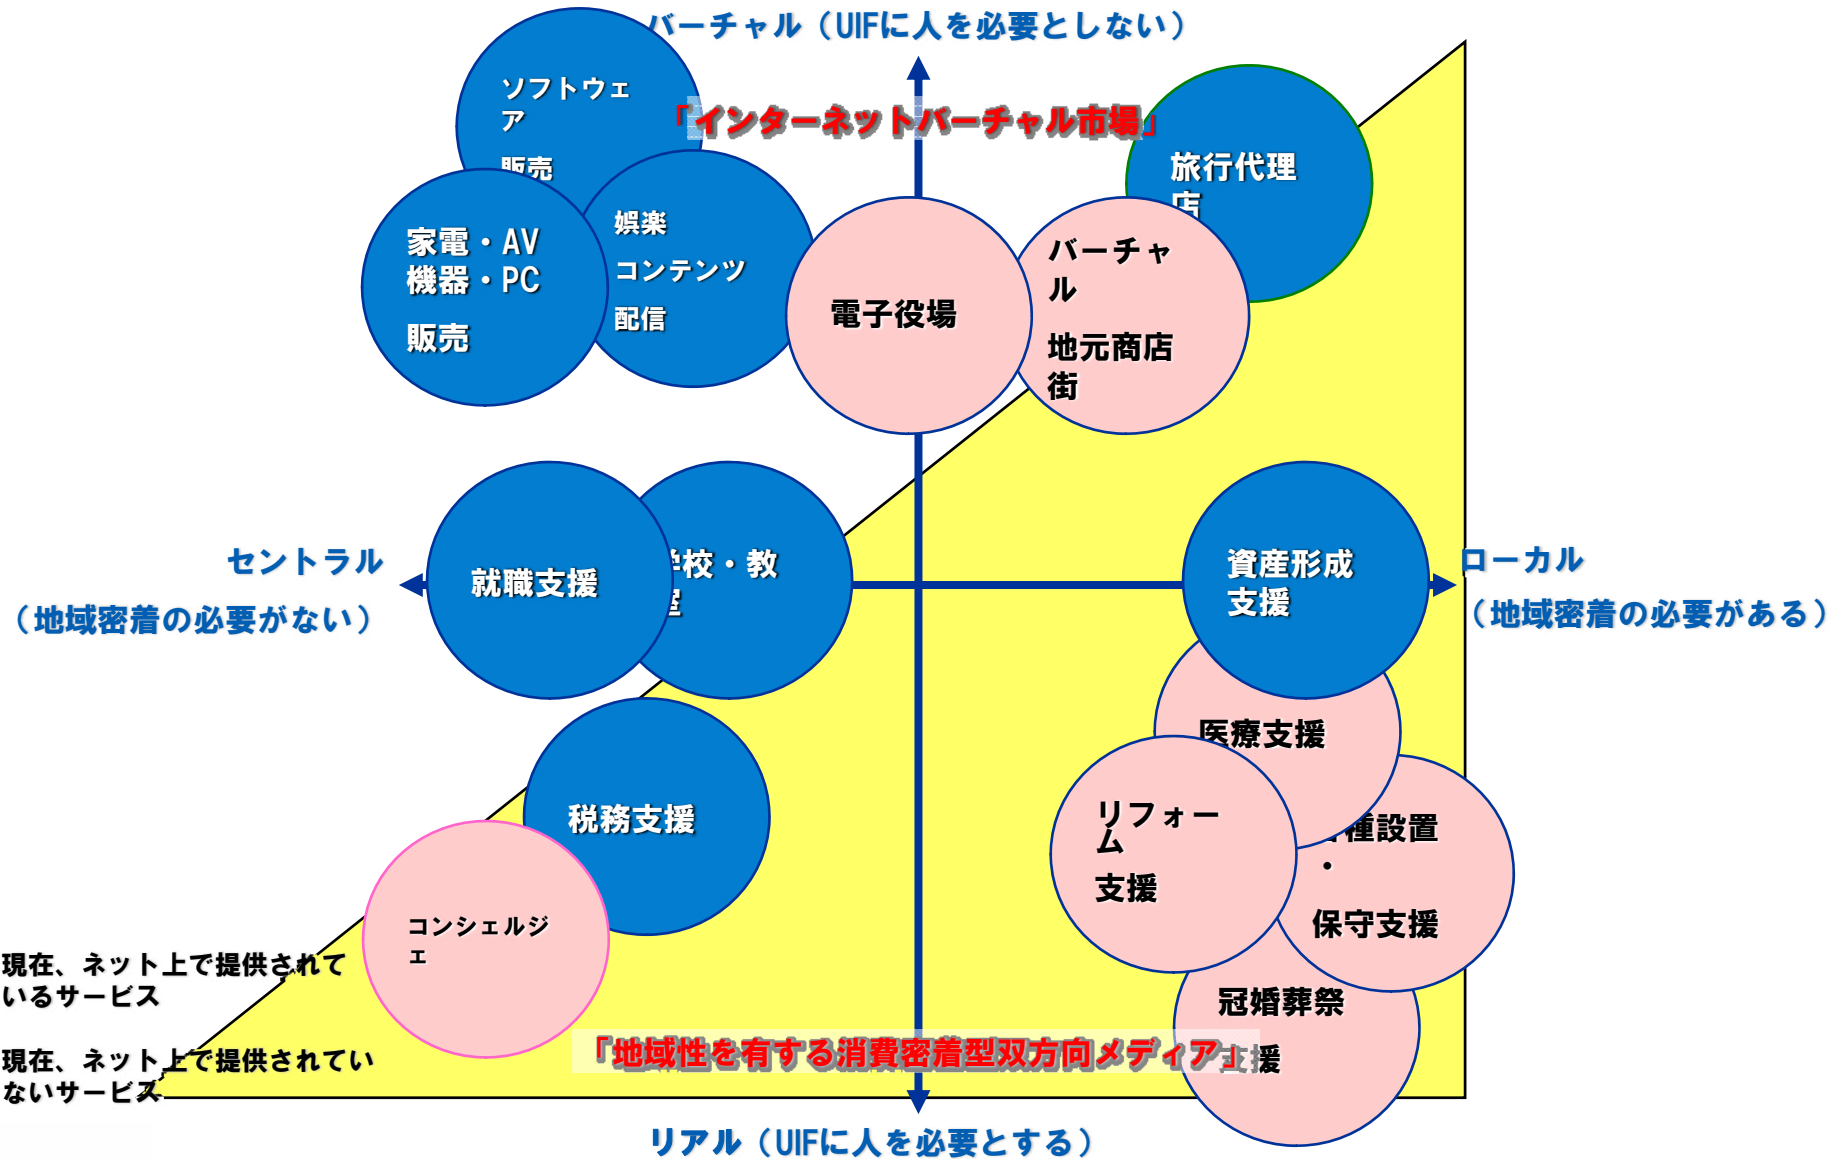 バーチャル（UIFに人を必要としない）
ソフトウェ
ア
販売
「インターネットバーチャル市場」
旅行代理
店
家電・AV
機器・PC
販売
娯楽
コンテンツ
配信
電子役場
バーチャ
ル
地元商店
街
セントラル
（地域密着の必要がない）
就職支援
学校・教
室
資産形成
支援
ローカル
（地域密着の必要がある）
医療支援
税務支援
リフォー
ム
支援
各種設置
・
保守支援
コンシェルジ
ェ
現在、ネット上で提供されて
いるサービス
冠婚葬祭
支援
「地域性を有する消費密着型双方向メディア」
現在、ネット上で提供されてい
ないサービス
リアル（UIFに人を必要とする）